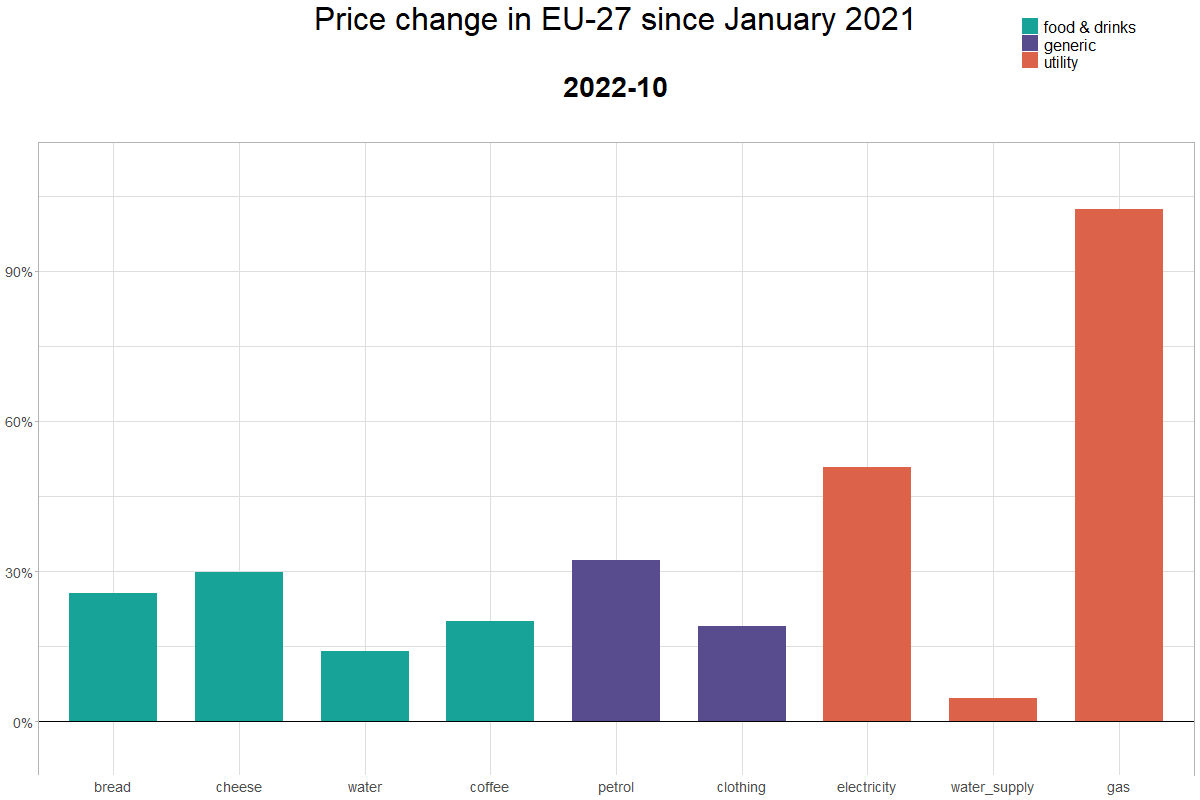 Price change in EU-27 since January 2021
food & drinks
generic
utility
2022-10
90%
60%
30%
0%
bread cheese water coffee petrol clothing electricity water_supply gas